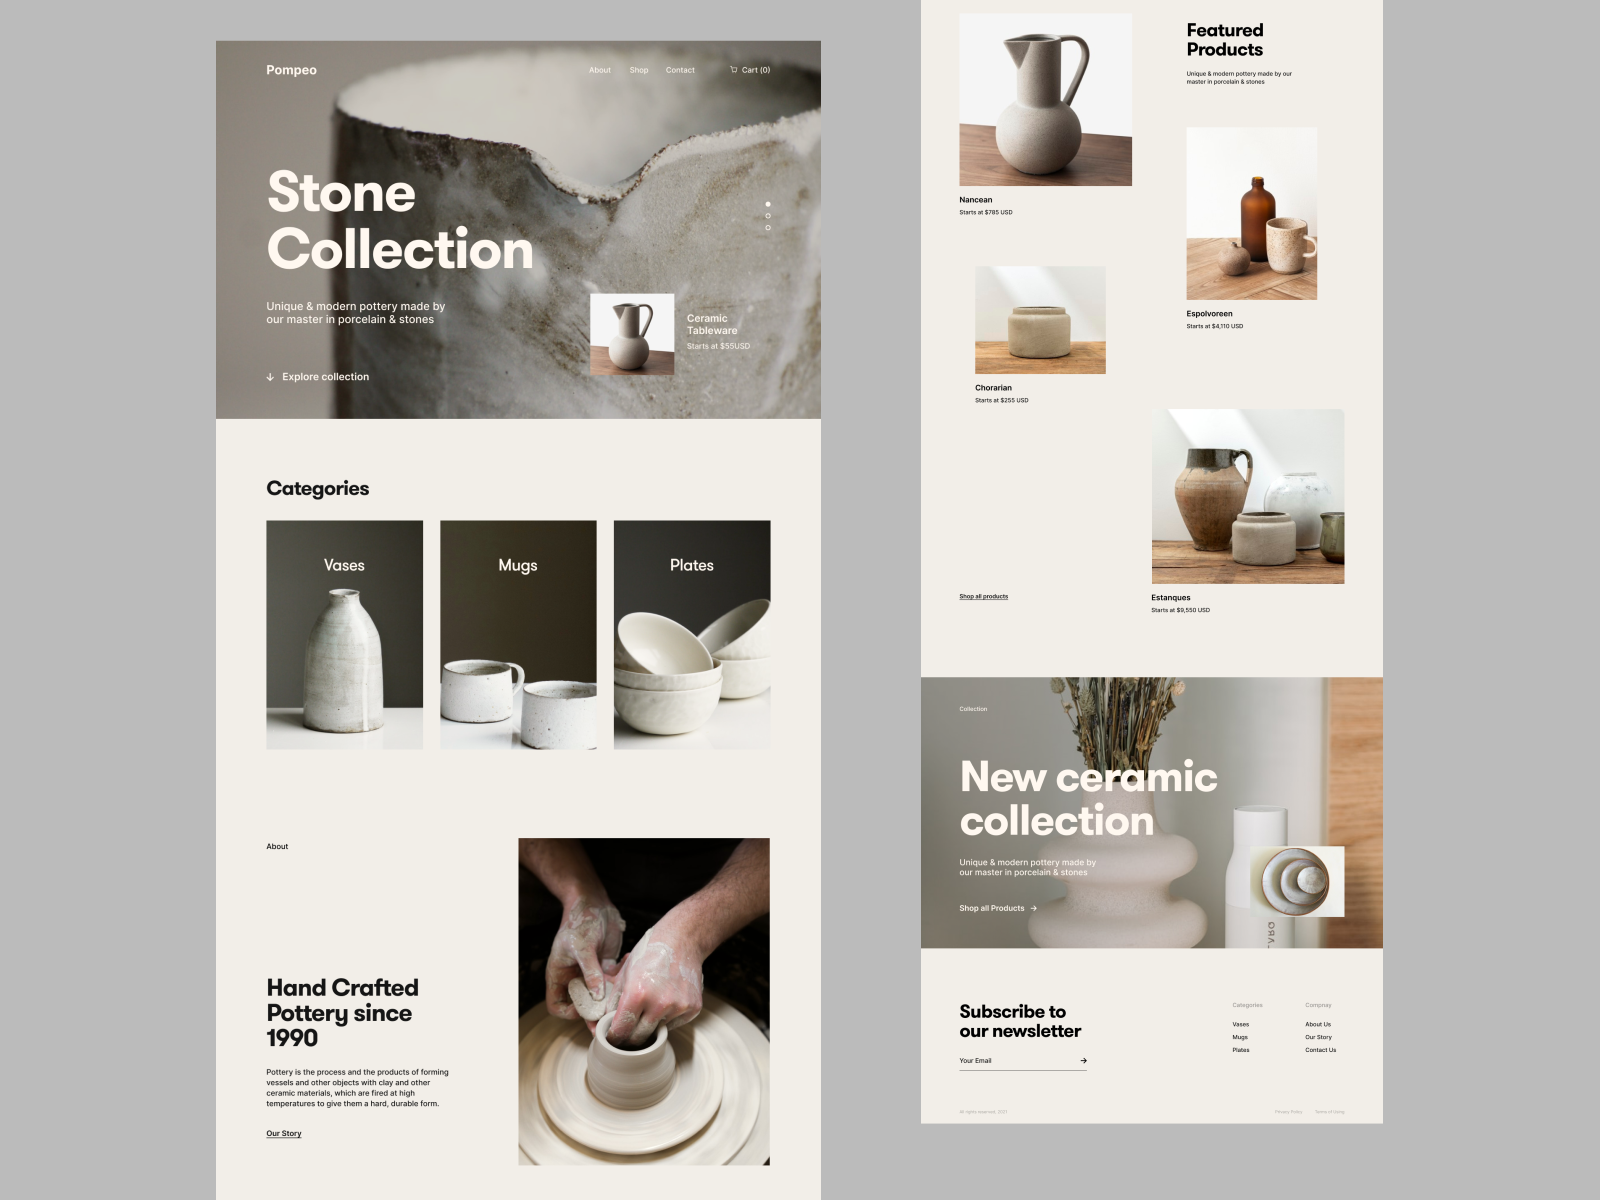 Pompeo
About
Shop
Contact
Cart (0)
Stone
Collection
Unique & modern pottery made by
our master in porcelain & stones
Explore collection
Ceramic
Tableware
Starts at $55USD
Categories
Vases
Mugs
Plates
About
Hand Crafted
Pottery since
1990
Pottery is the process and the products of forming
vessels and other objects with clay and other
ceramic materials, which are fired at high
temperatures to give them a hard, durable form.
Our Story
Featured
Products
Unique & modern pottery made by our
master in porcelain & stones
Nancean
Starts at $785 USD
Espolvoreen
Starts at $4,110 USD
Chorarian
Starts at $255 USD
Estanques
Starts at $9,550 USD
Shop all products
Collection
New ceramic
collection
Unique & modern pottery made by
our master in porcelain & stones
Shop all Products
Subscribe to
our newsletter
Your Email
Categories
Vases
Mugs
Plates
Compnay
About Us
Our Story
Contact Us
All rights reserved, 2021
Privacy Policy
Terms of Using